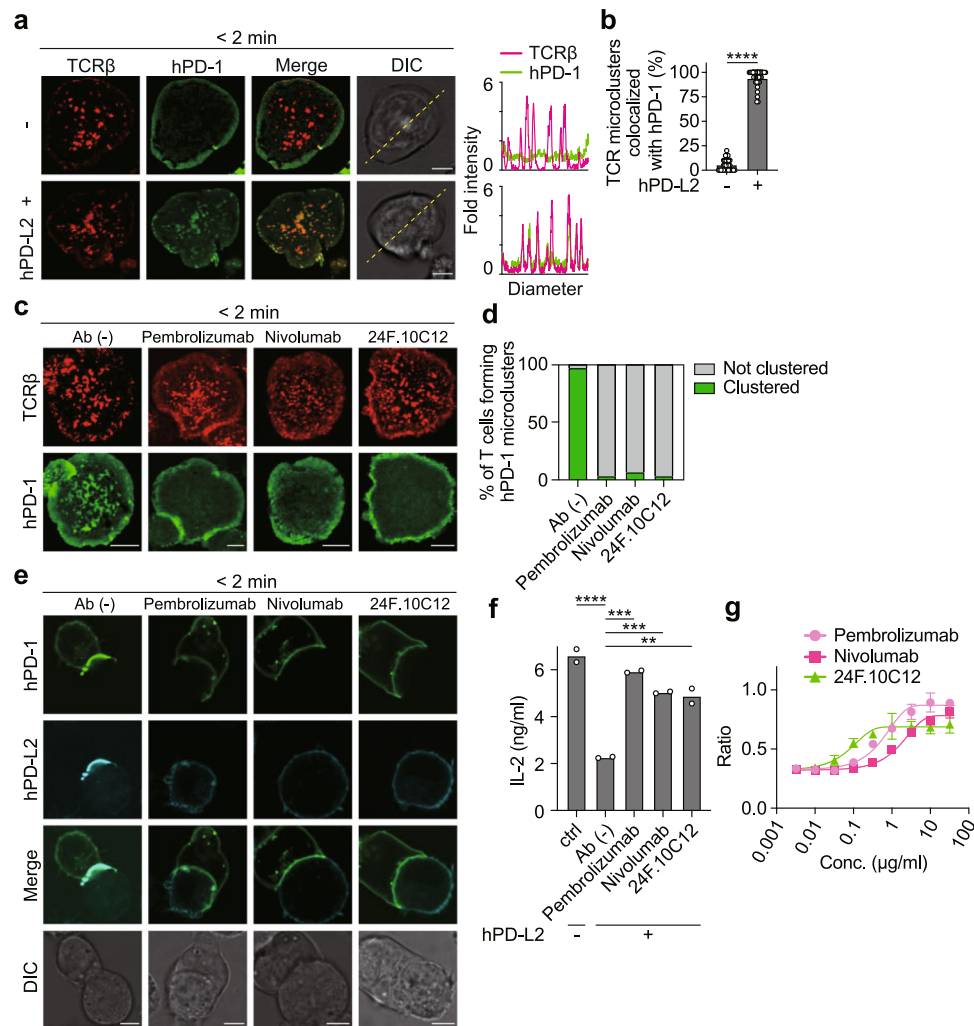 a
< 2 min
TCRβ hPD-1 Merge DIC
-
hPD-L2 +
TCRβ
hPD-1
Fold intensity
6
0
6
0
Diameter
b
TCR microclusters
colocalized
with hPD-1 (%)
****
100
75
50
25
0
hPD-L2 - +
c
< 2 min
Ab (-) Pembrolizumab Nivolumab 24F.10C12
TCRβ
hPD-1
d
% of T cells forming
hPD-1 microclusters
100
50
0
Not clustered
Clustered
Ab (-)
Pembrolizumab
Nivolumab
24F.10C12
e
< 2 min
Ab (-) Pembrolizumab Nivolumab 24F.10C12
hPD-1
hPD-L2
Merge
DIC
f
****
***
***
**
IL-2 (ng/ml)
6
4
2
0
ctrl
Ab (-)
Pembrolizumab
Nivolumab
24F.10C12
hPD-L2 - +
g
Pembrolizumab
Nivolumab
24F.10C12
Ratio
1.0
0.5
0.0
0.001
0.01
0.1
1
10
100
Conc. (μg/ml)